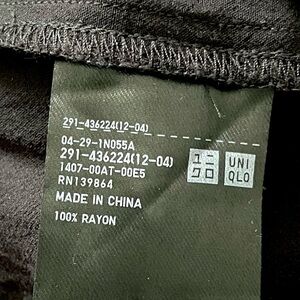 291-436224(12-04)
04-29-1N055A
291-436224(12-04)
1407-00AT-00E5
RN139864
MADE IN CHINA
100% RAYON
ユニ
クロ
UNI
QLO